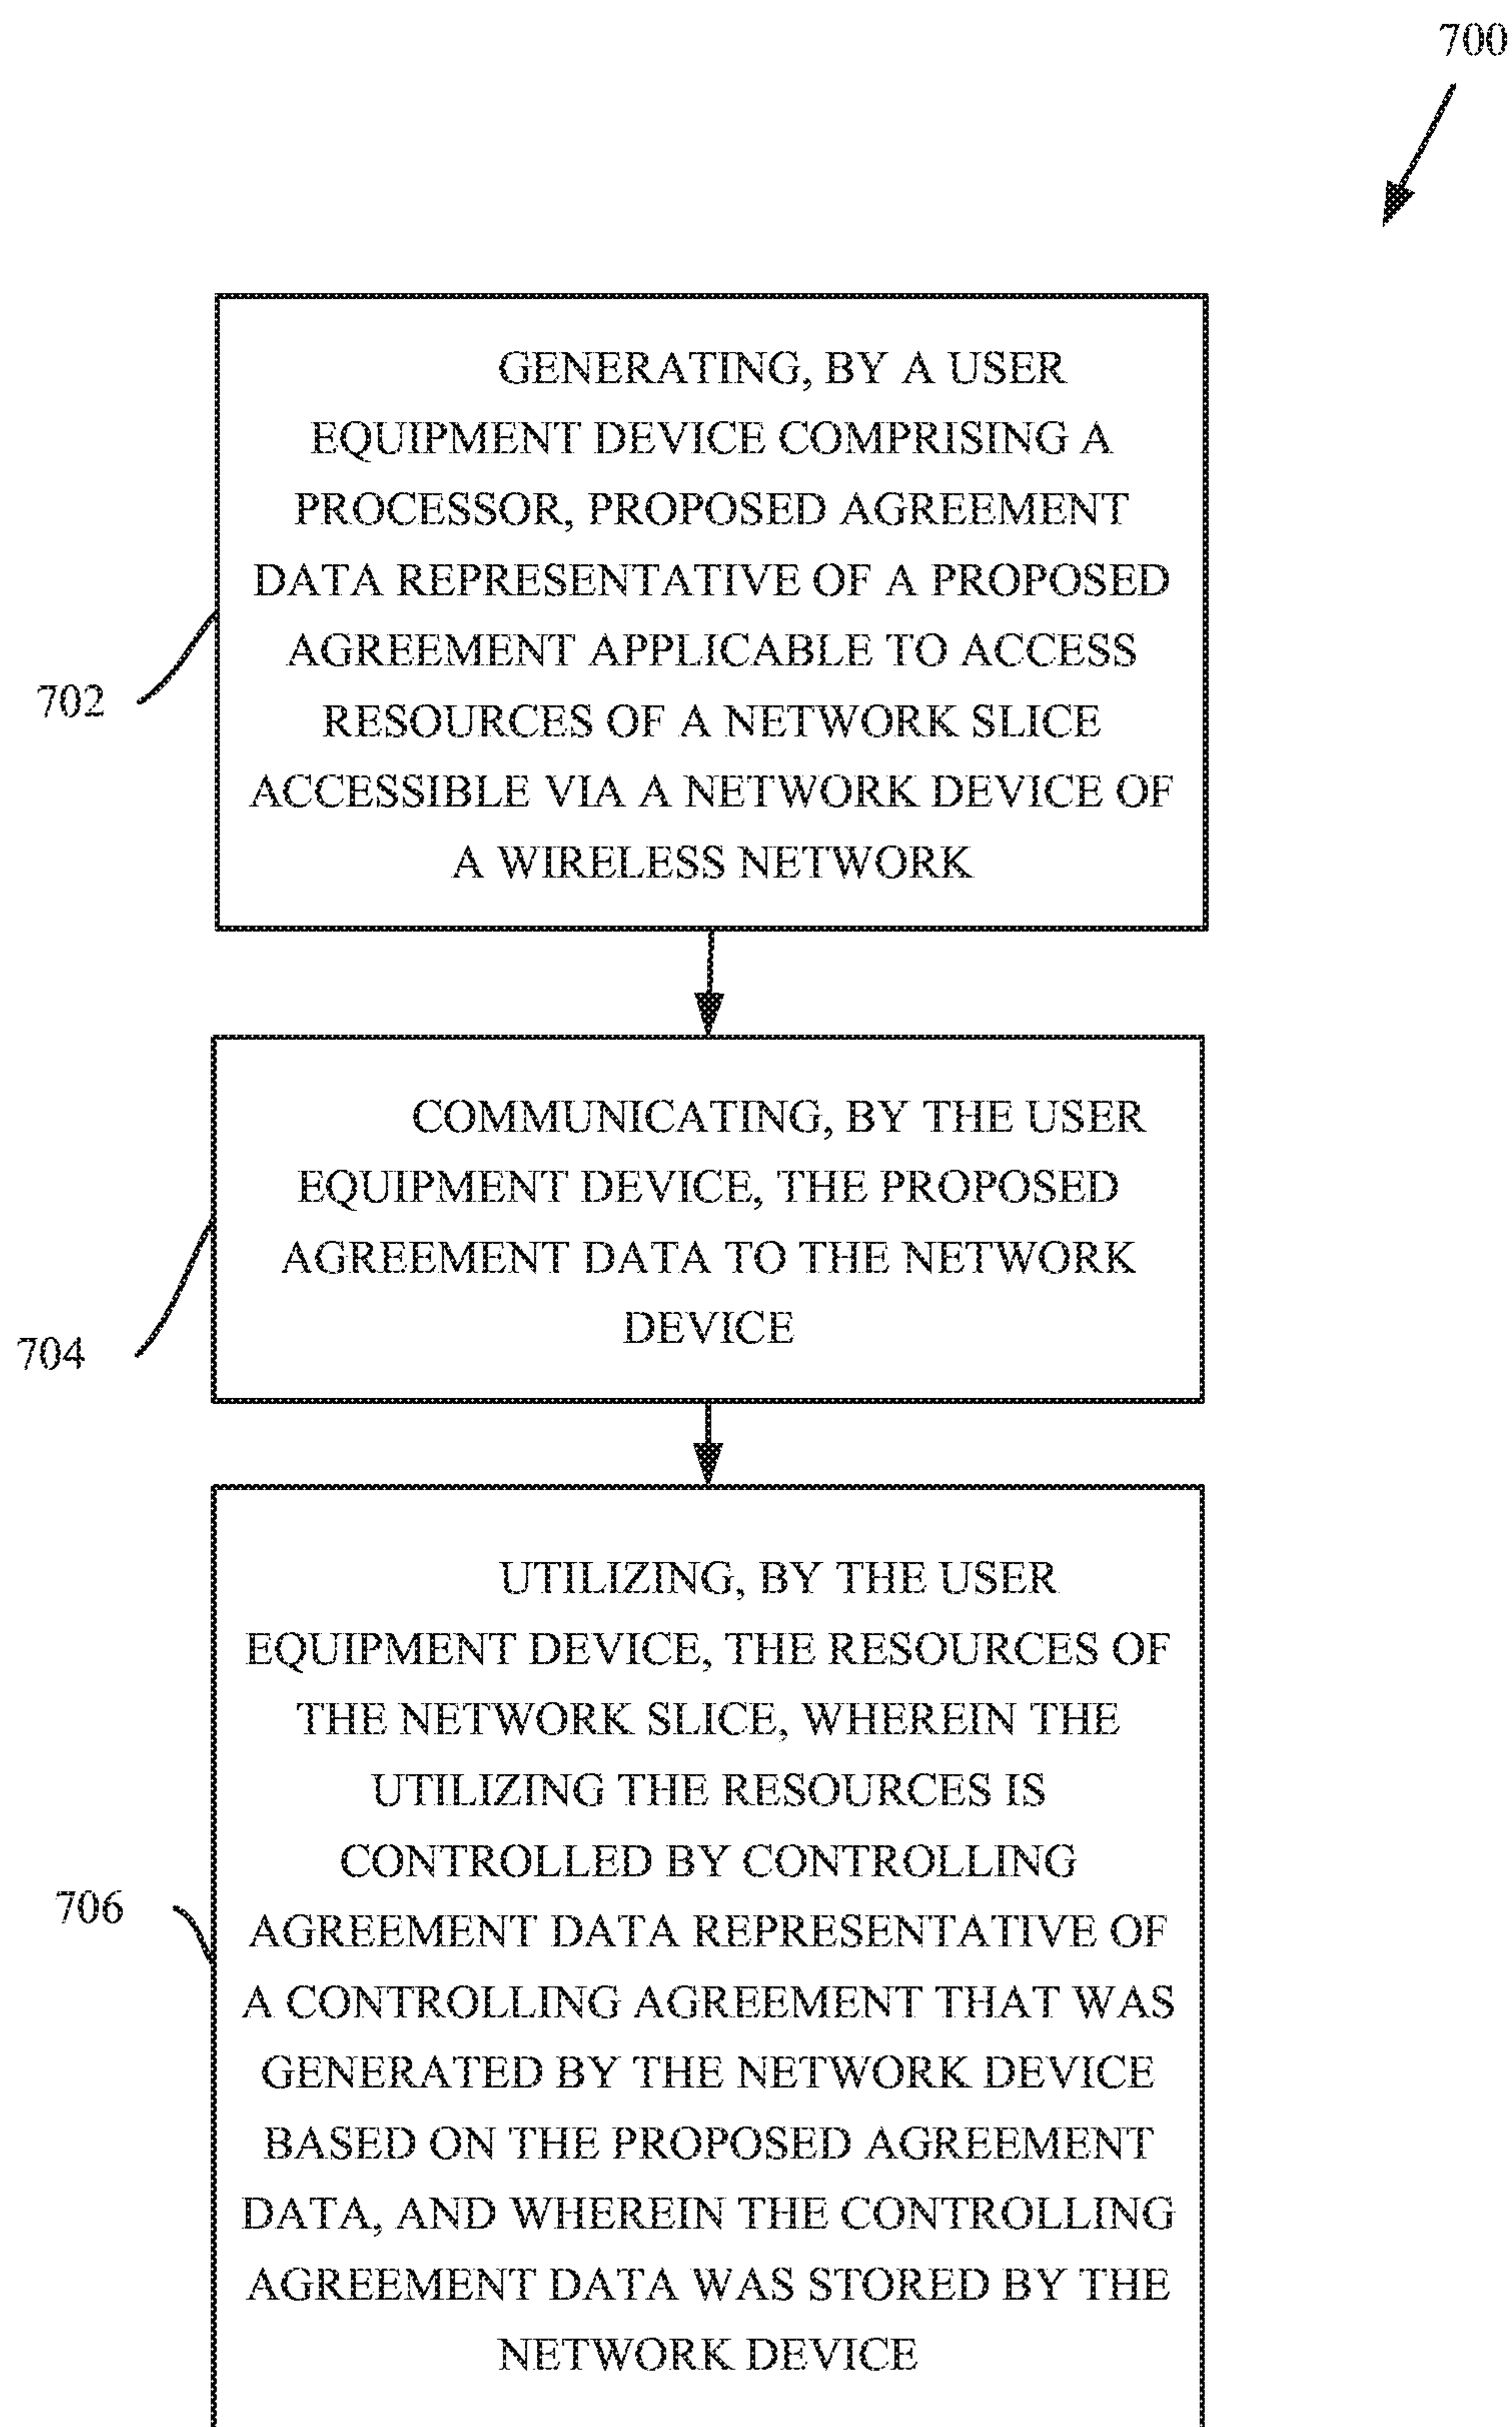 700
GENERATING, BY A USER
EQUIPMENT DEVICE COMPRISING A
PROCESSOR, PROPOSED AGREEMENT
DATA REPRESENTATIVE OF A PROPOSED
AGREEMENT APPLICABLE TO ACCESS
RESOURCES OF A NETWORK SLICE
ACCESSIBLE VIA A NETWORK DEVICE OF
A WIRELESS NETWORK
702
COMMUNICATING, BY THE USER
EQUIPMENT DEVICE, THE PROPOSED
AGREEMENT DATA TO THE NETWORK
DEVICE
704
UTILIZING, BY THE USER
EQUIPMENT DEVICE, THE RESOURCES OF
THE NETWORK SLICE, WHEREIN THE
UTILIZING THE RESOURCES IS
CONTROLLED BY CONTROLLING
AGREEMENT DATA REPRESENTATIVE OF
A CONTROLLING AGREEMENT THAT WAS
GENERATED BY THE NETWORK DEVICE
BASED ON THE PROPOSED AGREEMENT
DATA, AND WHEREIN THE CONTROLLING
AGREEMENT DATA WAS STORED BY THE
NETWORK DEVICE
706